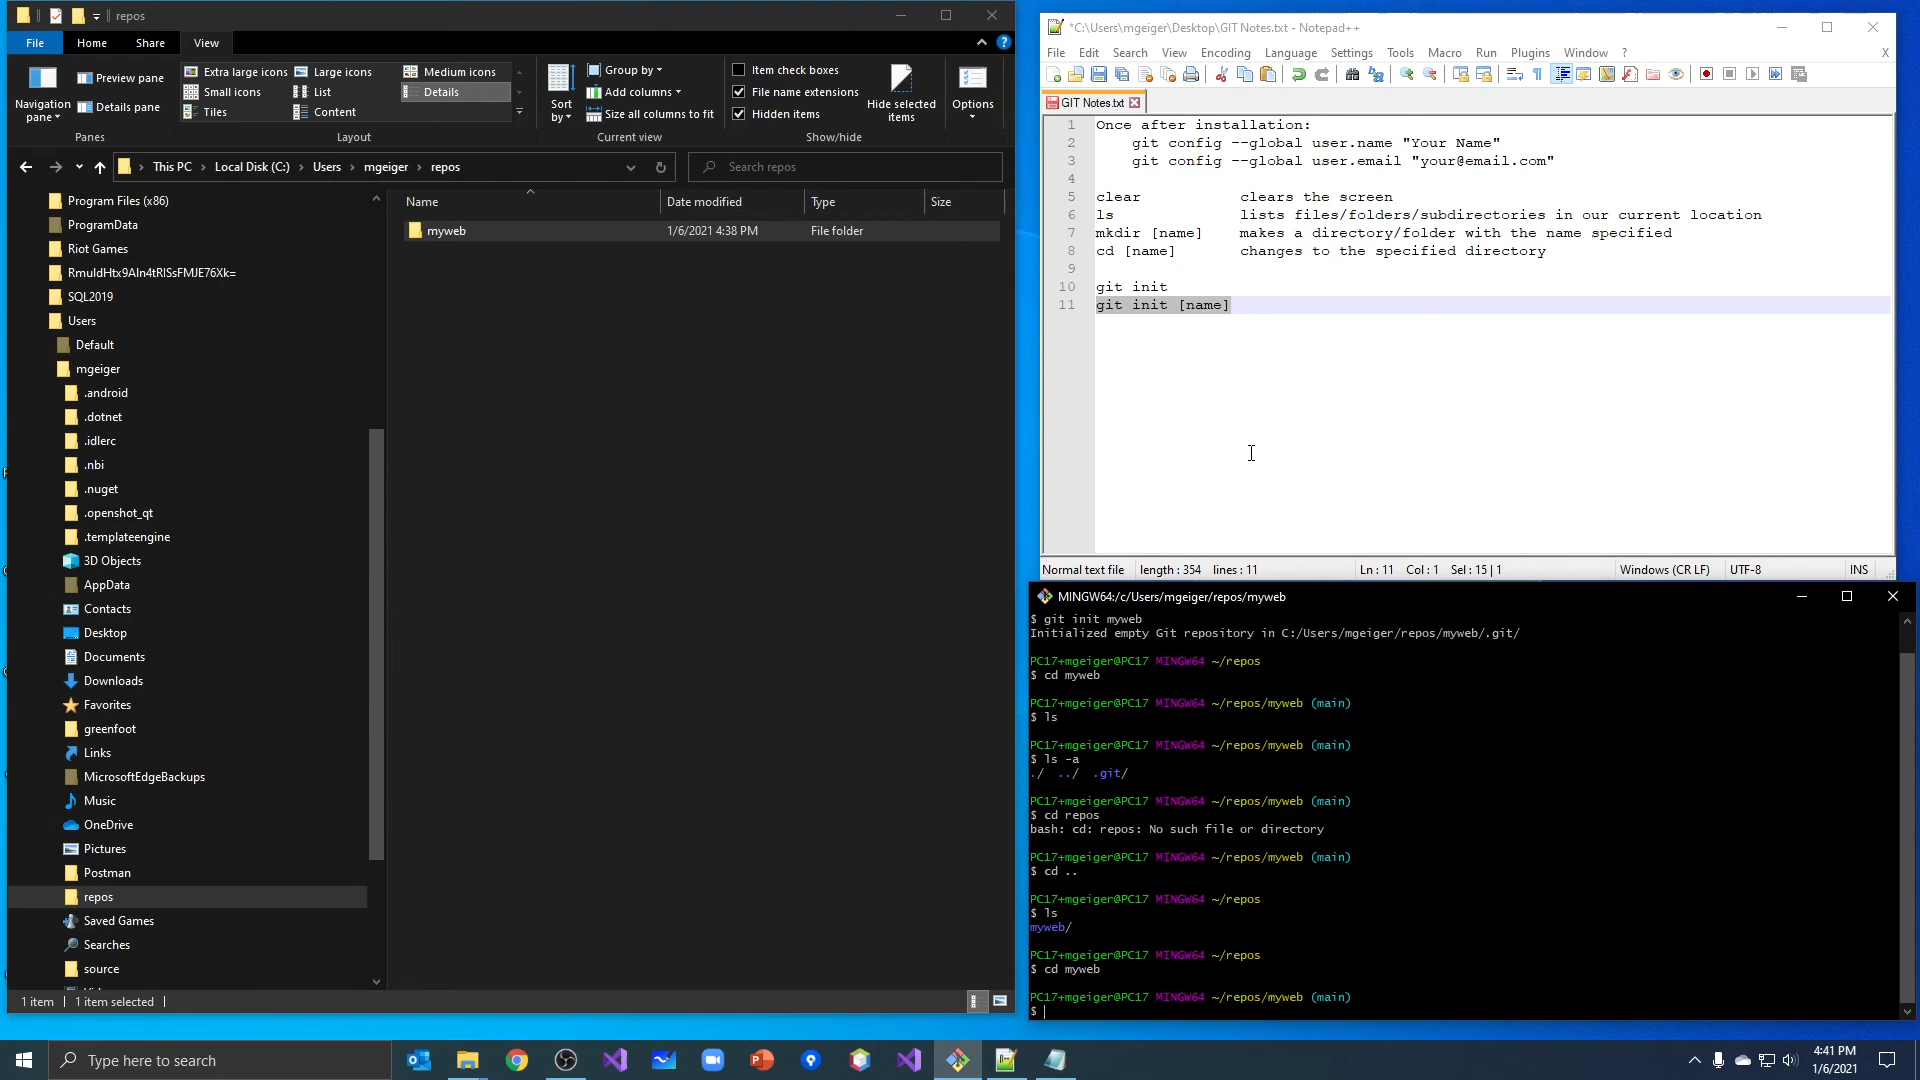 repos
File Home Share View
Preview pane
Details pane
Navigation pane
Panes
Extra large icons Large icons Medium icons
Small icons List Details
Tiles Content
Layout
Sort by
Group by
Add columns
Size all columns to fit
Current view
Item check boxes
File name extensions
Hidden items
Hide selected items
Show/hide
Options
This PC > Local Disk (C:) > Users > mgeiger > repos
Search repos
Program Files (x86)
ProgramData
Riot Games
RmuldHtx9AIn4tRlSsFMJE76Xk=
SQL2019
Users
Default
mgeiger
.android
.dotnet
.idlerc
.nbi
.nuget
.openshot_qt
.templateengine
3D Objects
AppData
Contacts
Desktop
Documents
Downloads
Favorites
greenfoot
Links
MicrosoftEdgeBackups
Music
OneDrive
Pictures
Postman
repos
Saved Games
Searches
source
Name Date modified Type Size
myweb 1/6/2021 4:38 PM File folder
1 item 1 item selected
*C:\Users\mgeiger\Desktop\GIT Notes.txt - Notepad++
File Edit Search View Encoding Language Settings Tools Macro Run Plugins Window ? X
GIT Notes.txt
1 Once after installation:
2 git config --global user.name "Your Name"
3 git config --global user.email "your@email.com"
4
5 clear clears the screen
6 ls lists files/folders/subdirectories in our current location
7 mkdir [name] makes a directory/folder with the name specified
8 cd [name] changes to the specified directory
9
10 git init
11 git init [name]
Normal text file length : 354 lines : 11 Ln : 11 Col : 1 Sel : 15 | 1 Windows (CR LF) UTF-8 INS
MINGW64:/c/Users/mgeiger/repos/myweb
$ git init myweb
Initialized empty Git repository in C:/Users/mgeiger/repos/myweb/.git/
PC17+mgeiger@PC17 MINGW64 ~/repos
$ cd myweb
PC17+mgeiger@PC17 MINGW64 ~/repos/myweb (main)
$ ls
PC17+mgeiger@PC17 MINGW64 ~/repos/myweb (main)
$ ls -a
./ ../ .git/
PC17+mgeiger@PC17 MINGW64 ~/repos/myweb (main)
$ cd repos
bash: cd: repos: No such file or directory
PC17+mgeiger@PC17 MINGW64 ~/repos/myweb (main)
$ cd ..
PC17+mgeiger@PC17 MINGW64 ~/repos
$ ls
myweb/
PC17+mgeiger@PC17 MINGW64 ~/repos
$ cd myweb
PC17+mgeiger@PC17 MINGW64 ~/repos/myweb (main)
$
Type here to search
4:41 PM
1/6/2021